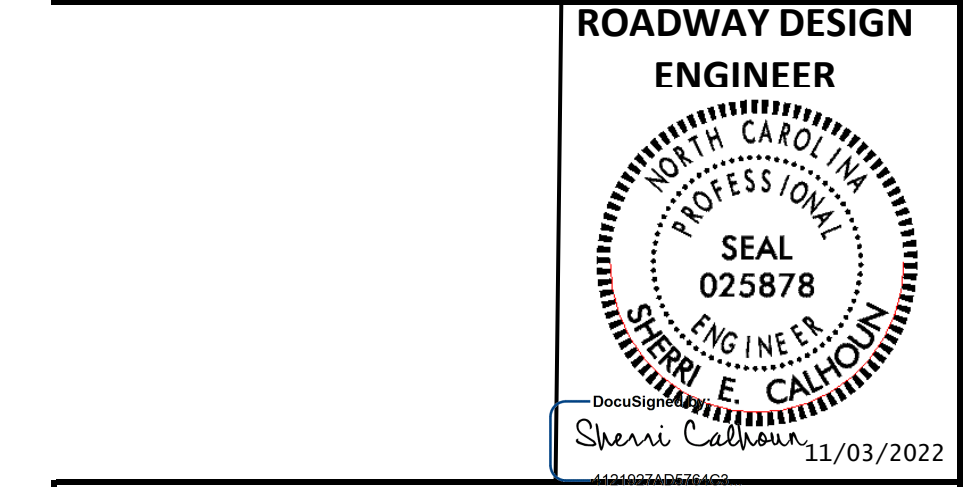 ROADWAY DESIGN
ENGINEER
NORTH CAROLINA
PROFESSIONAL
SEAL
025878
ENGINEER
SHERRI E. CALHOUN
DocuSigned by:
Sherri Calhoun
11/03/2022